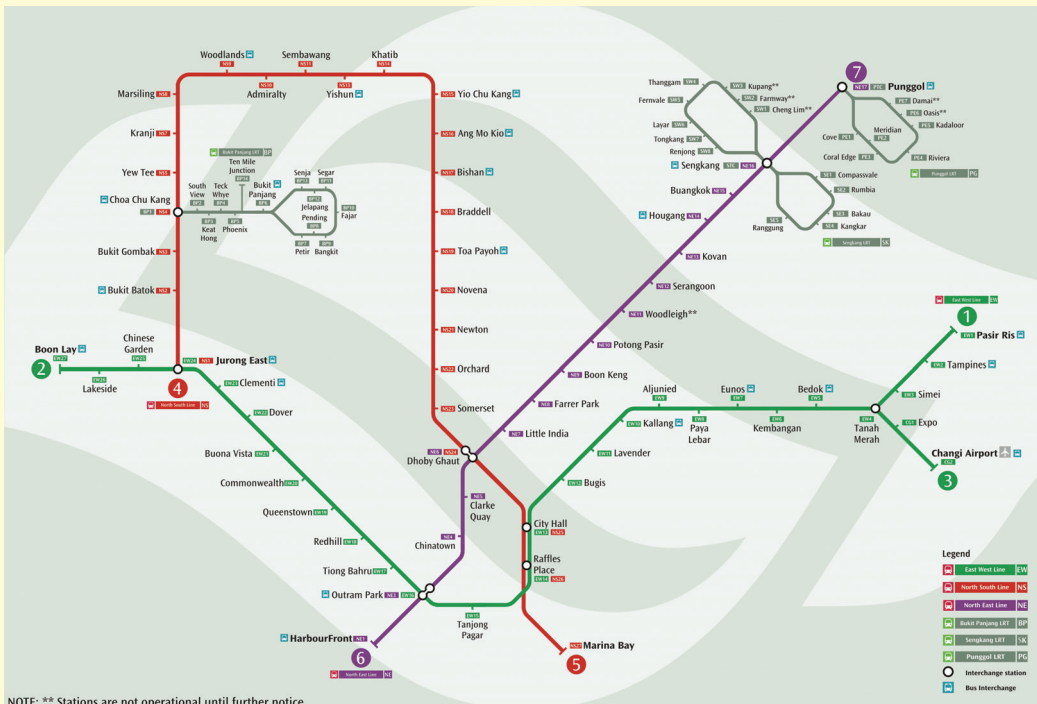 Woodlands
NS9
Sembawang
NS11
Khatib
NS14
Marsiling NS8
NS10
Admiralty
NS13
Yishun
NS15 Yio Chu Kang
Kranji NS7
NS16 Ang Mo Kio
Yew Tee NS5
NS17 Bishan
Choa Chu Kang
BP1 NS4
NS18 Braddell
Bukit Gombak NS3
NS19 Toa Payoh
Bukit Batok NS2
NS20 Novena
NS21 Newton
NS22 Orchard
NS23 Somerset
Bukit Panjang LRT BP
Ten Mile
Junction
BP14
South
View
BP2
Teck
Whye
BP4
Bukit
Panjang
BP6
BP3
Keat
Hong
BP5
Phoenix
Senja
BP13
Segar
BP11
BP12
Jelapang
BP10
Fajar
Pending
BP8
BP7
Petir
BP9
Bangkit
Boon Lay
EW27
2
EW26
Lakeside
Chinese
Garden
EW25
EW24 NS1 Jurong East
4
North South Line NS
EW23 Clementi
EW22 Dover
Buona Vista EW21
Commonwealth EW20
Queenstown EW19
Redhill EW18
Tiong Bahru EW17
Outram Park NE3 EW16
HarbourFront NE1
6
North East Line NE
EW15
Tanjong
Pagar
NE6 NS24
Dhoby Ghaut
NE5
Clarke
Quay
NE4
Chinatown
City Hall
EW13 NS25
Raffles
Place
EW14 NS26
NS27 Marina Bay
5
7
NE17 PTC Punggol
PE7 Damai**
PE6 Oasis**
PE5 Kadaloor
Cove PE1
Meridian
PE2
Coral Edge PE3
PE4 Riviera
Punggol LRT PG
Thanggam SW4
SW3 Kupang**
Fernvale SW5
SW2 Farmway**
SW1 Cheng Lim**
Layar SW6
Tongkang SW7
Renjong SW8
Sengkang STC NE16
SE1 Compassvale
SE2 Rumbia
SE3 Bakau
SE5
Ranggung
SE4 Kangkar
Sengkang LRT SK
Buangkok NE15
Hougang NE14
NE13 Kovan
NE12 Serangoon
NE11 Woodleigh**
NE10 Potong Pasir
NE9 Boon Keng
NE8 Farrer Park
NE7 Little India
East West Line EW
1
EW1 Pasir Ris
EW2 Tampines
EW3 Simei
EW4
Tanah
Merah
CG1 Expo
Changi Airport
CG2
3
Bedok
EW5
EW6
Kembangan
Eunos
EW7
EW8
Paya
Lebar
Aljunied
EW9
EW10 Kallang
EW11 Lavender
EW12 Bugis
Legend
East West Line EW
North South Line NS
North East Line NE
Bukit Panjang LRT BP
Sengkang LRT SK
Punggol LRT PG
Interchange station
Bus Interchange
NOTE: ** Stations are not operational until further notice